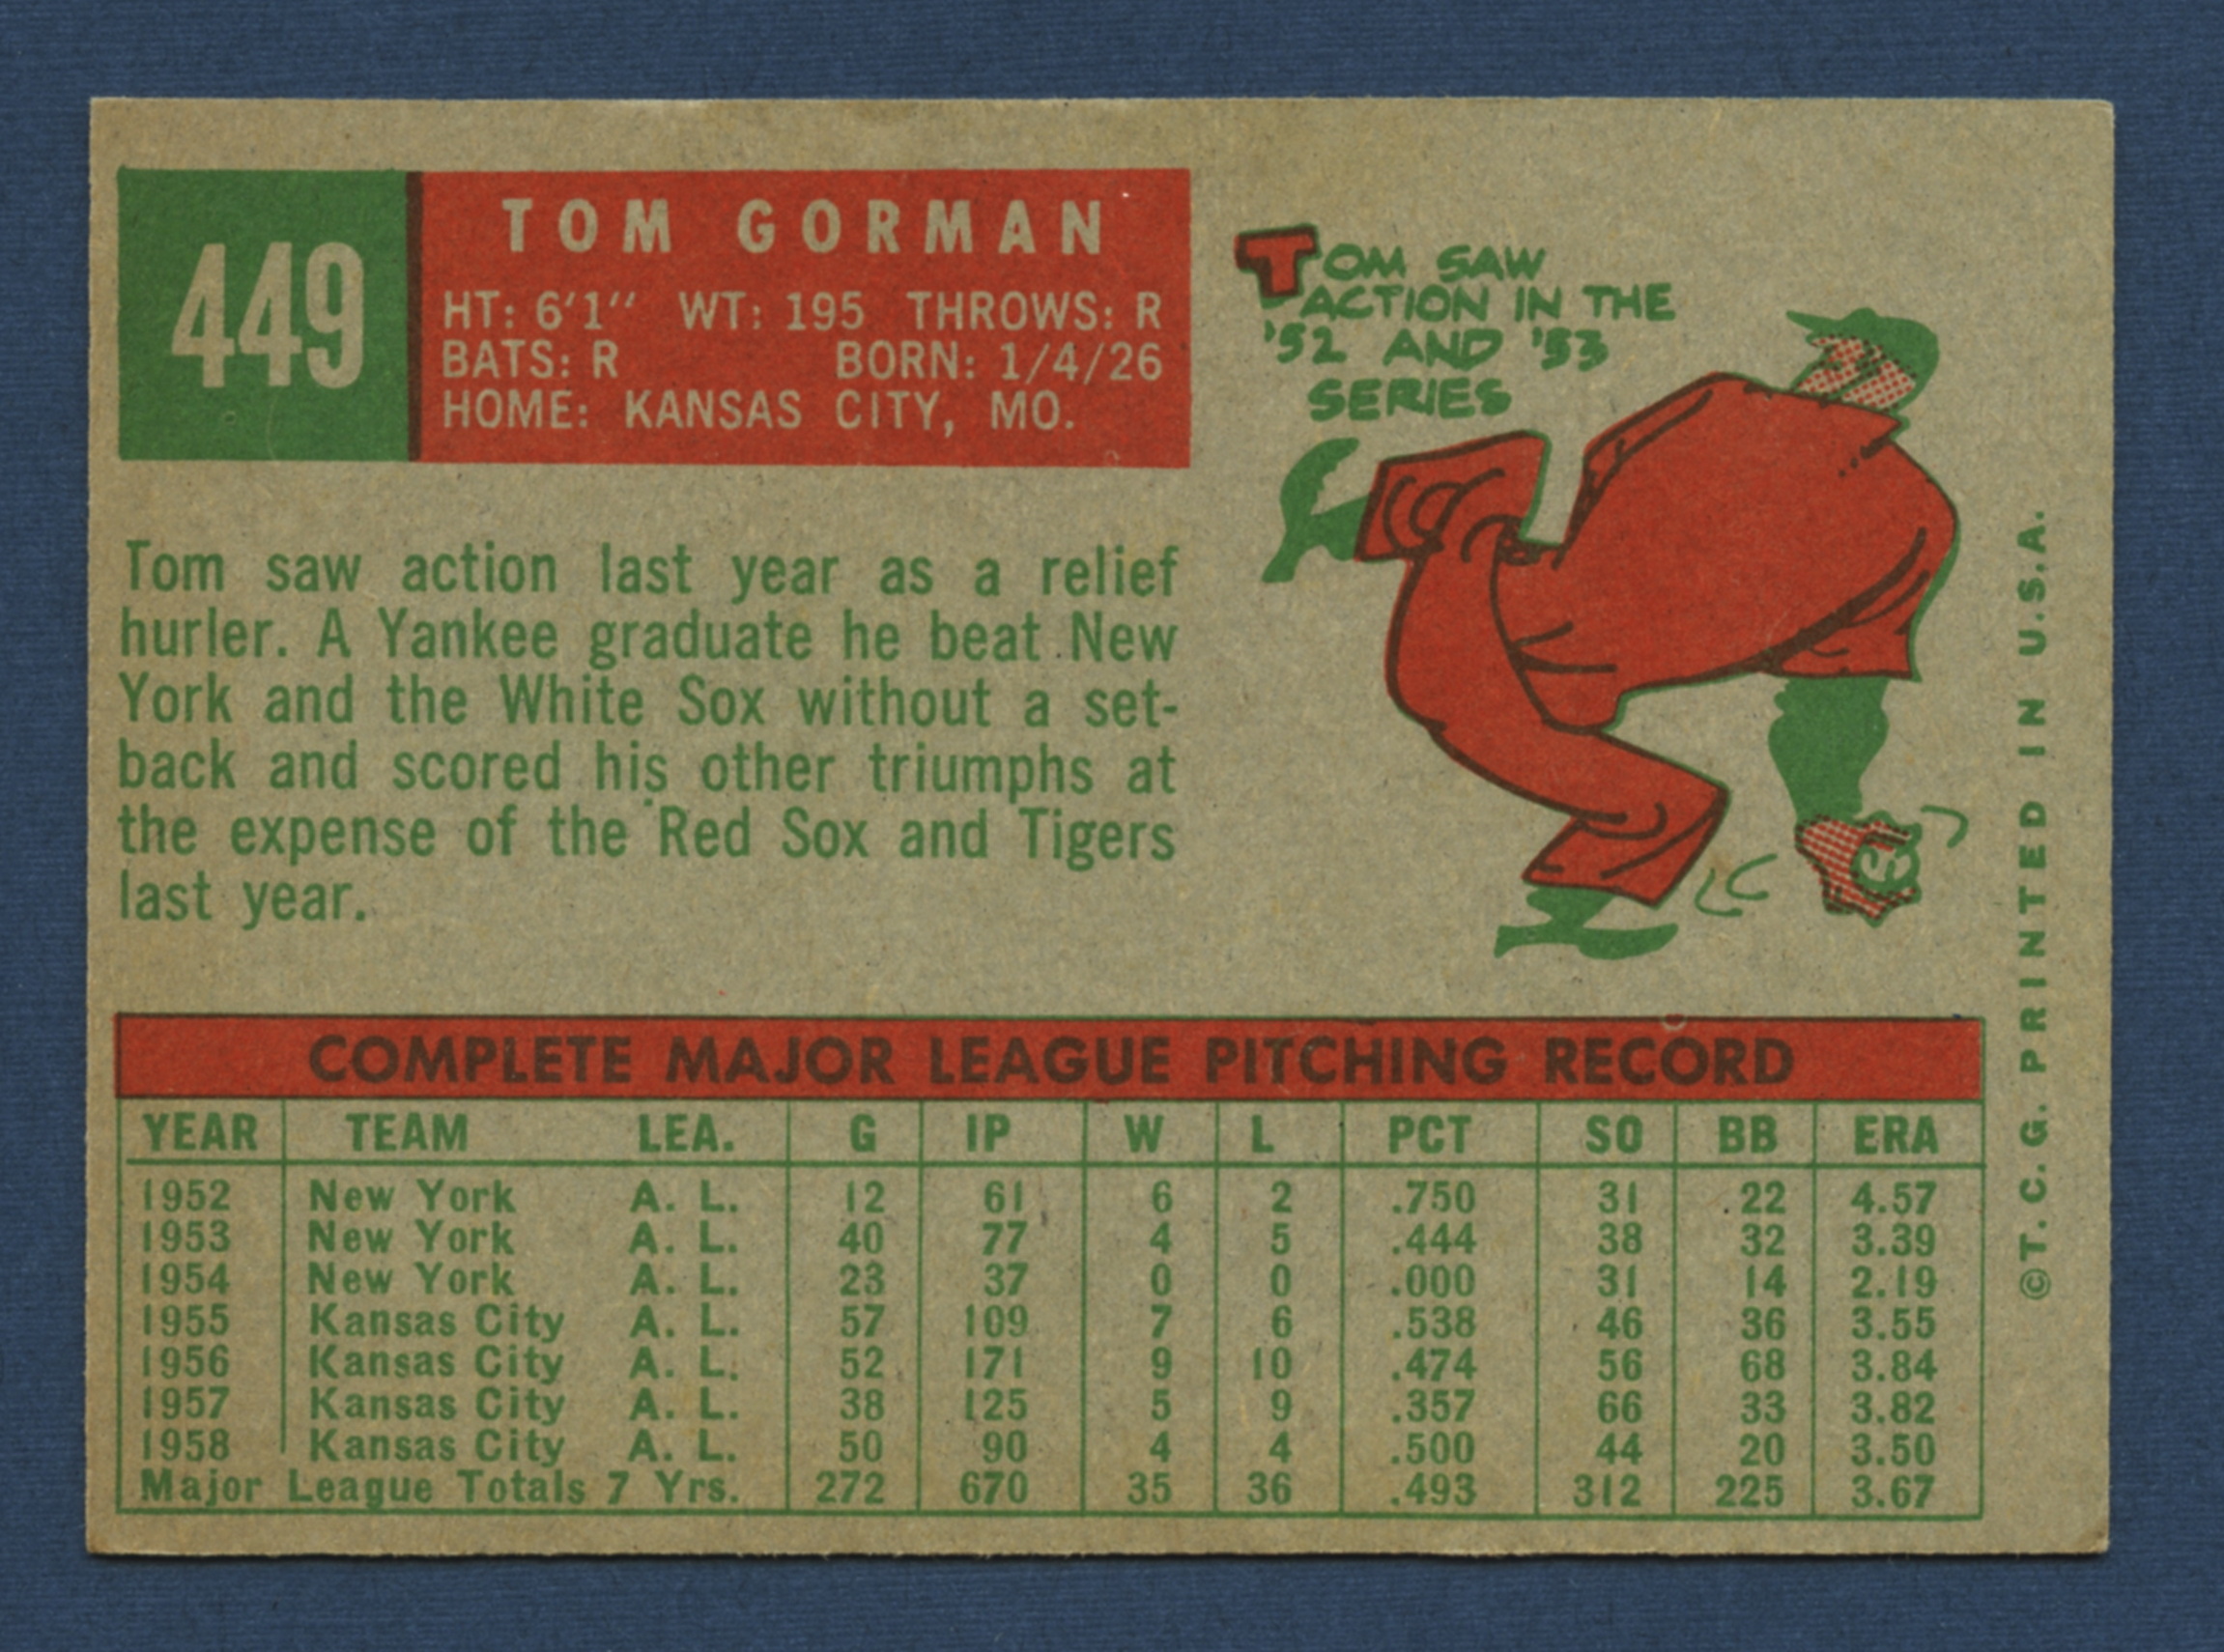 449
TOM GORMAN
HT: 6'1" WT: 195 THROWS: R
BATS: R BORN: 1/4/26
HOME: KANSAS CITY, MO.
TOM SAW
ACTION IN THE
'52 AND '53
SERIES
Tom saw action last year as a relief
hurler. A Yankee graduate he beat New
York and the White Sox without a set-
back and scored his other triumphs at
the expense of the Red Sox and Tigers
last year.
COMPLETE MAJOR LEAGUE PITCHING RECORD
YEAR TEAM LEA. G IP W L PCT SO BB ERA
1952 New York A. L. 12 61 6 2 .750 31 22 4.57
1953 New York A. L. 40 77 4 5 .444 38 32 3.39
1954 New York A. L. 23 37 0 0 .000 31 14 2.19
1955 Kansas City A. L. 57 109 7 6 .538 46 36 3.55
1956 Kansas City A. L. 52 171 9 10 .474 56 68 3.84
1957 Kansas City A. L. 38 125 5 9 .357 66 33 3.82
1958 Kansas City A. L. 50 90 4 4 .500 44 20 3.50
Major League Totals 7 Yrs. 272 670 35 36 .493 312 225 3.67
©T. C. G. PRINTED IN U.S.A.